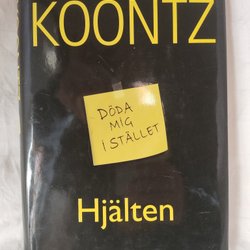 KOONTZ
DÖDA
MIG
I STÄLLET
Hjälten